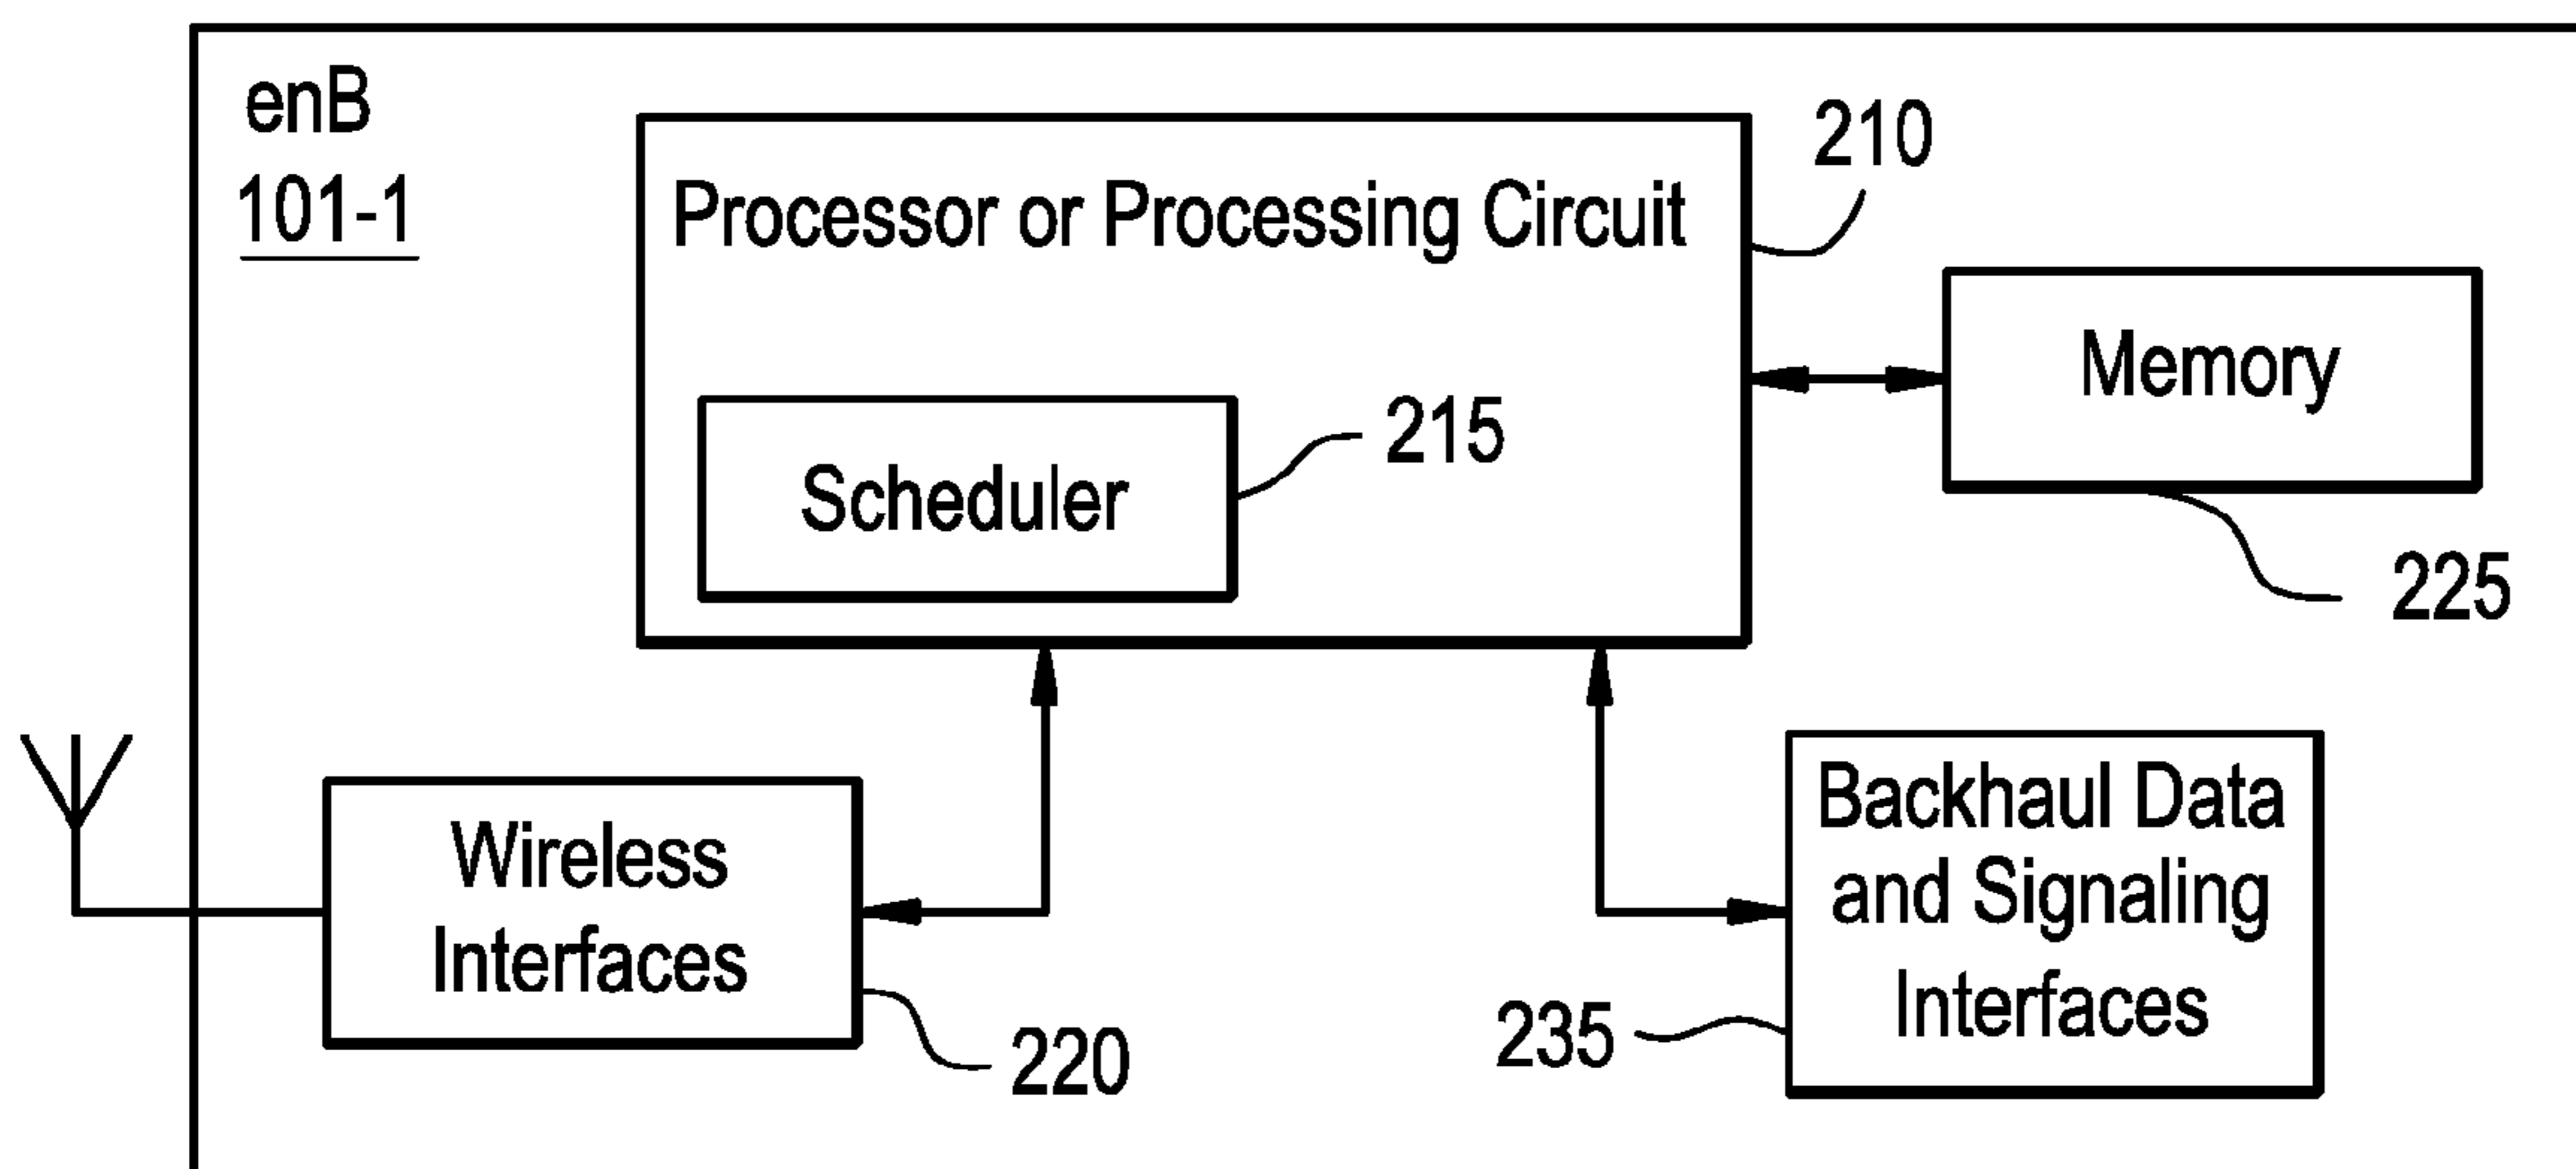 enB
101-1
Processor or Processing Circuit
210
Scheduler
215
Memory
225
Wireless
Interfaces
220
Backhaul Data
and Signaling
Interfaces
235